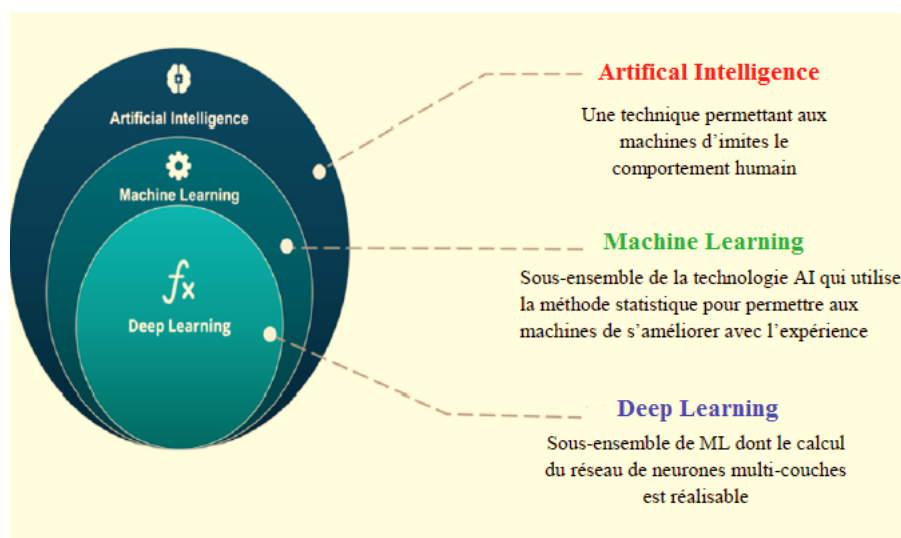 Artificial Intelligence
Machine Learning
fx
Deep Learning
Artifical Intelligence
Une technique permettant aux
machines d'imites le
comportement humain
Machine Learning
Sous-ensemble de la technologie AI qui utilise
la méthode statistique pour permettre aux
machines de s'améliorer avec l'expérience
Deep Learning
Sous-ensemble de ML dont le calcul
du réseau de neurones multi-couches
est réalisable